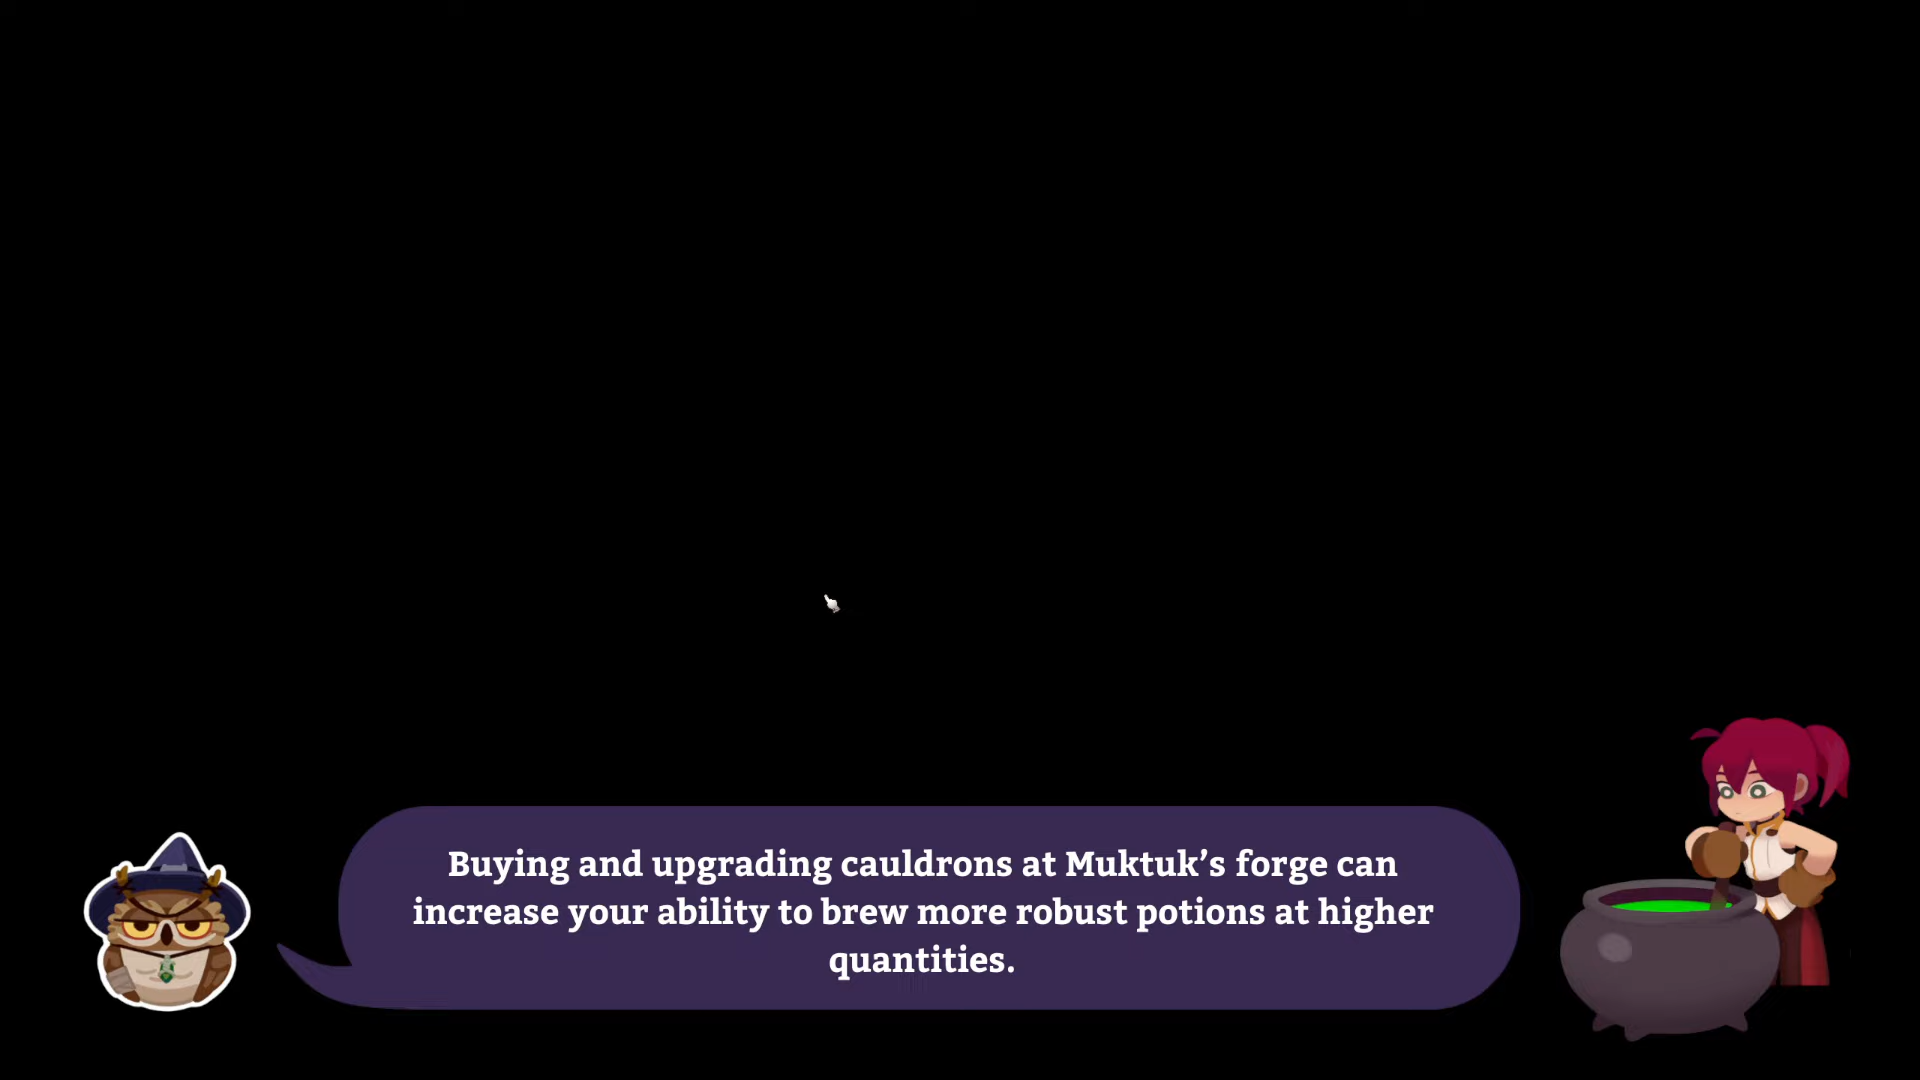 Buying and upgrading cauldrons at Muktuk’s forge can
increase your ability to brew more robust potions at higher
quantities.